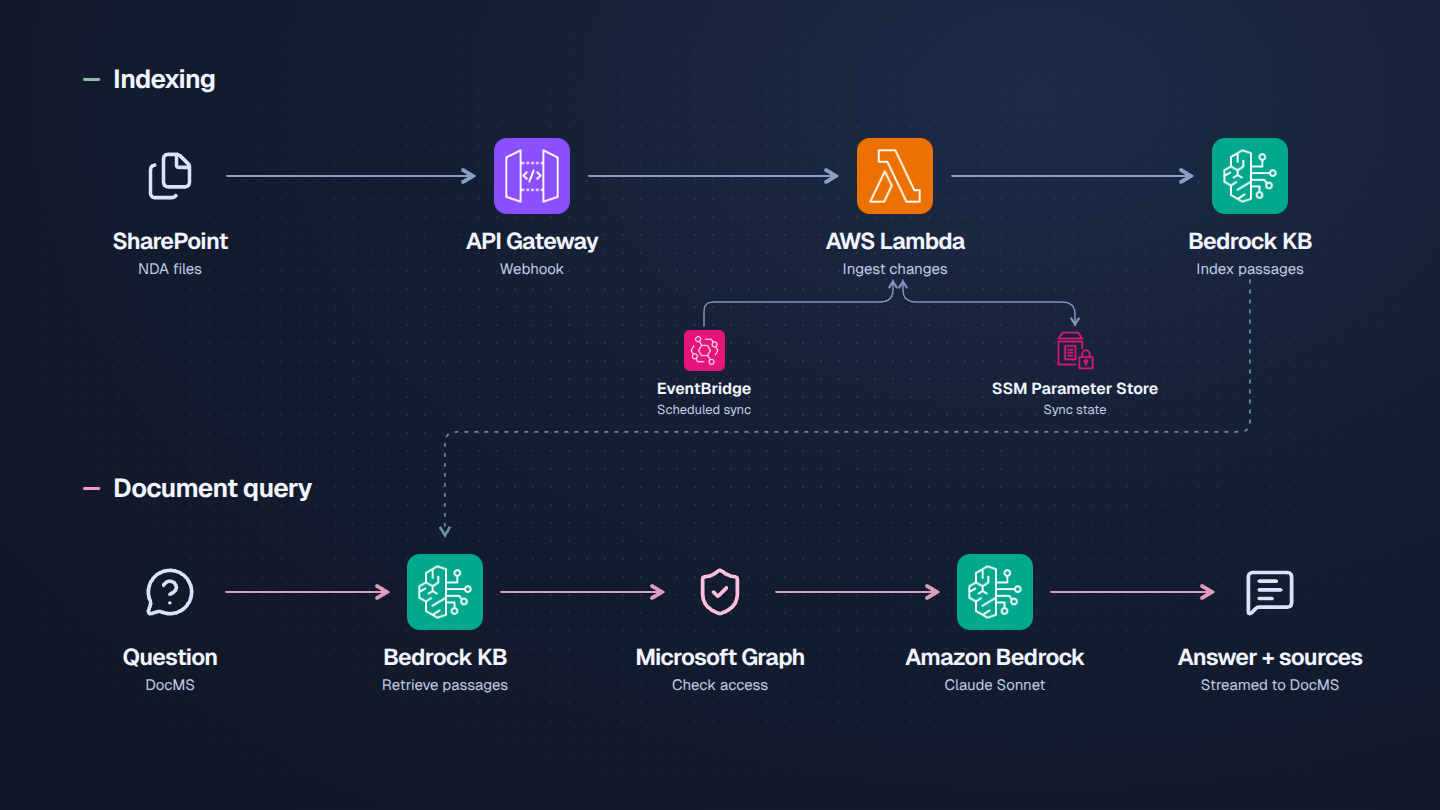 Indexing
SharePoint
NDA files
API Gateway
Webhook
AWS Lambda
Ingest changes
Bedrock KB
Index passages
EventBridge
Scheduled sync
SSM Parameter Store
Sync state
Document query
Question
DocMS
Bedrock KB
Retrieve passages
Microsoft Graph
Check access
Amazon Bedrock
Claude Sonnet
Answer + sources
Streamed to DocMS